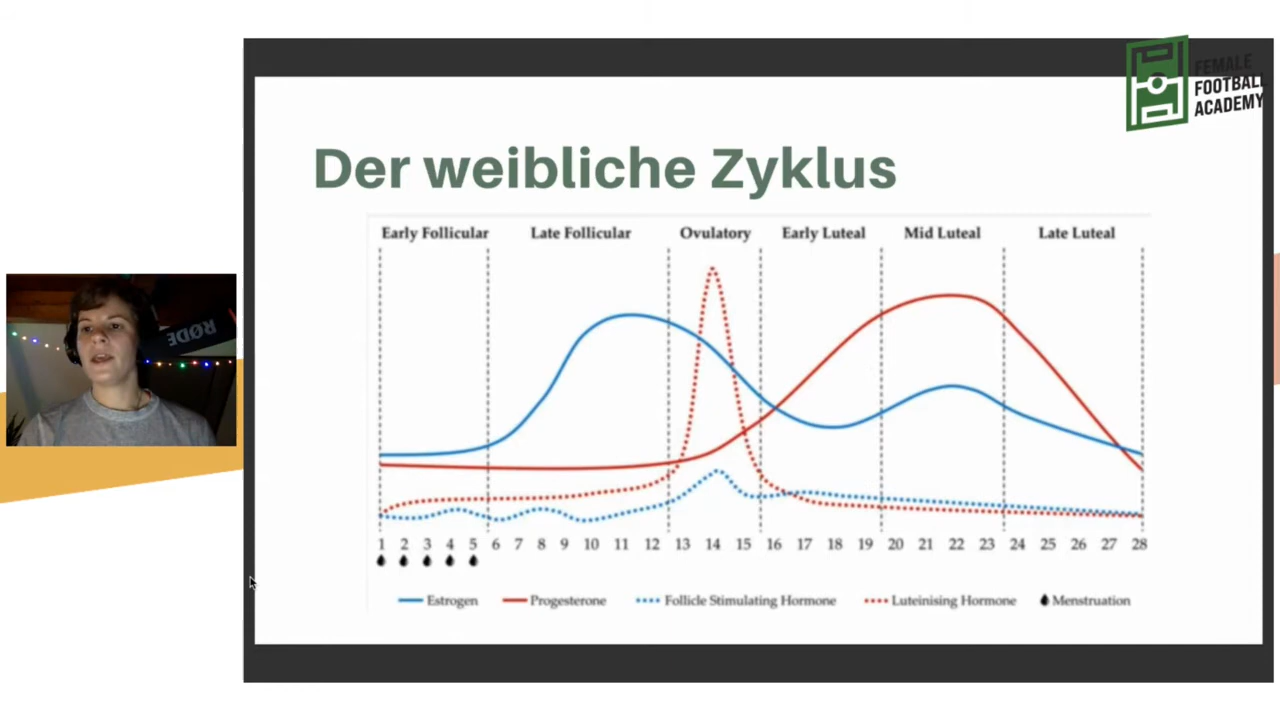 FEMALE
FOOTBALL
ACADEMY
Der weibliche Zyklus
Early Follicular Late Follicular Ovulatory Early Luteal Mid Luteal Late Luteal
1 2 3 4 5 6 7 8 9 10 11 12 13 14 15 16 17 18 19 20 21 22 23 24 25 26 27 28
Estrogen Progesterone Follicle Stimulating Hormone Luteinising Hormone Menstruation
RØDE